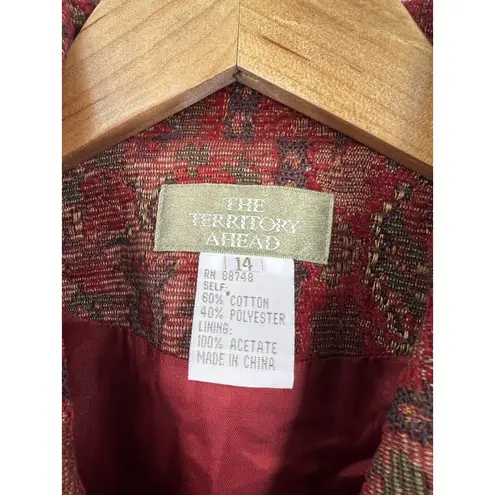 THE
TERRITORY
AHEAD
14
RN 88748
SELF:
60% COTTON
40% POLYESTER
LINING:
100% ACETATE
MADE IN CHINA